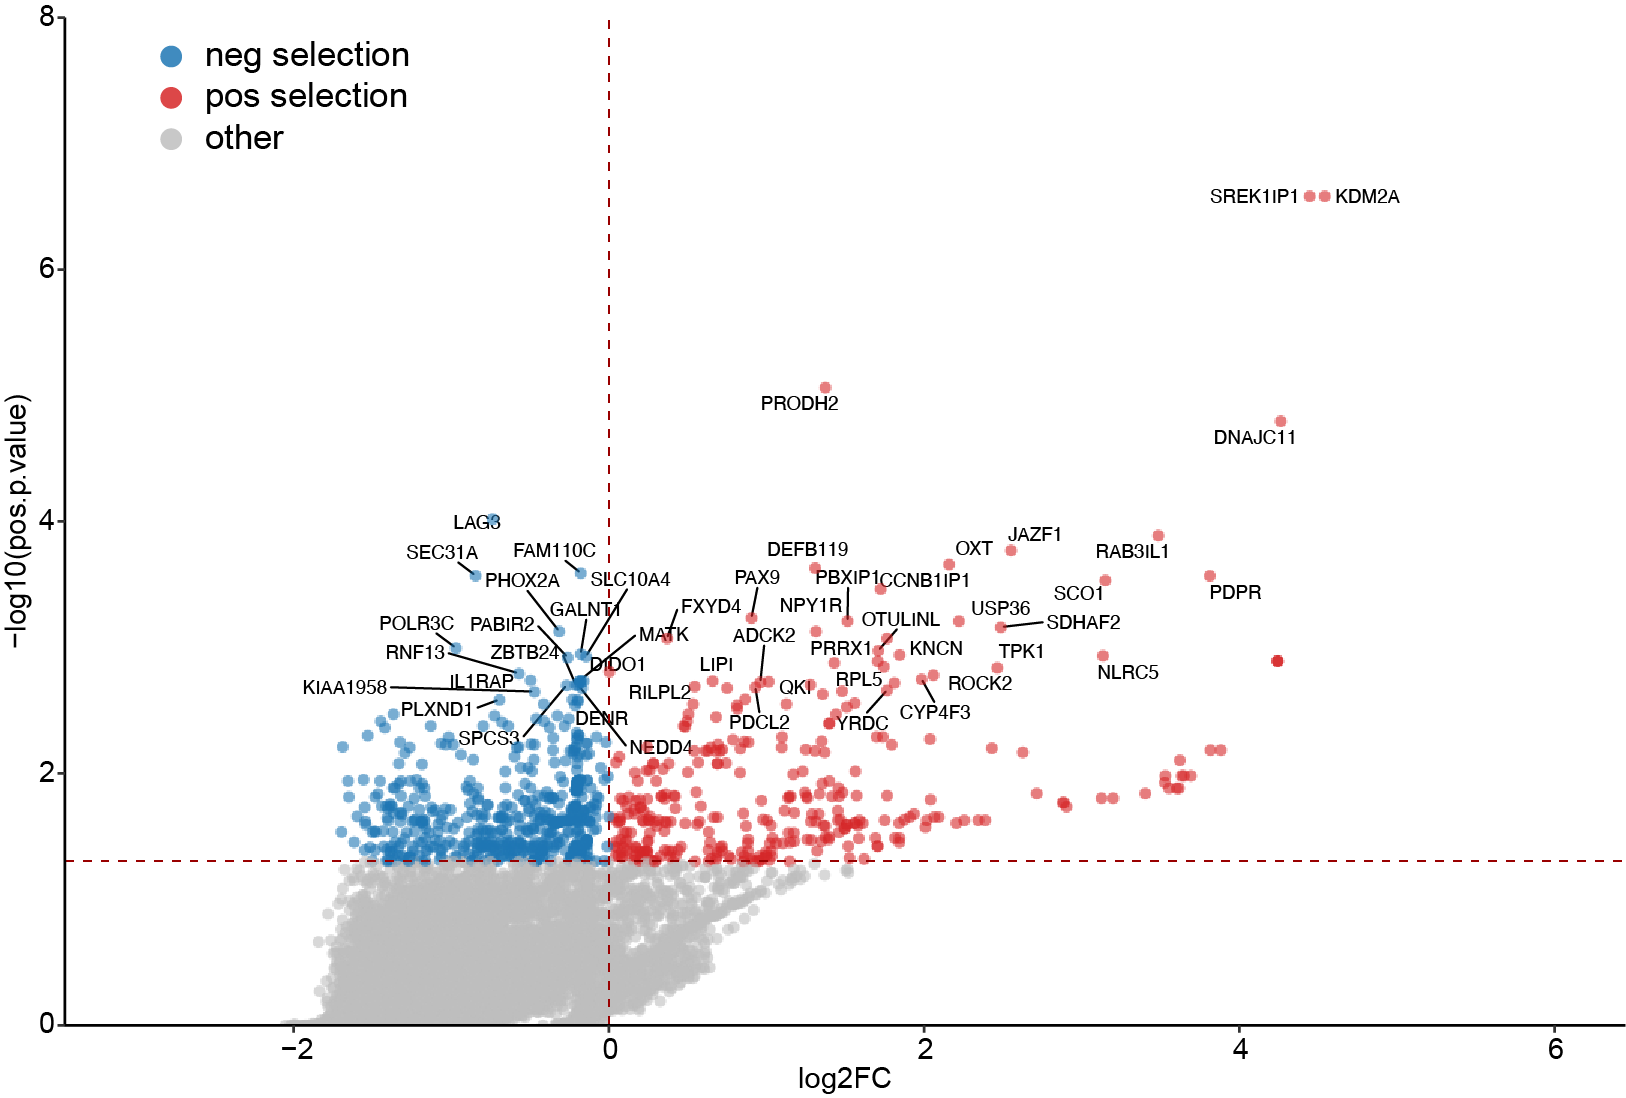 8
neg selection
pos selection
other
SREK1IP1
KDM2A
6
PRODH2
DNAJC11
4
LAG3
SEC31A
FAM110C
PHOX2A
SLC10A4
GALNT1
POLR3C
PABIR2
MATK
RNF13
ZBTB24
DIDO1
KIAA1958
IL1RAP
PLXND1
SPCS3
DENR
NEDD4
JAZF1
OXT
DEFB119
RAB3IL1
PAX9
PBXIP1
CCNB1IP1
SCO1
PDPR
FXYD4
NPY1R
USP36
OTULINL
SDHAF2
ADCK2
PRRX1
KNCN
TPK1
LIPI
NLRC5
RILPL2
QKI
RPL5
ROCK2
PDCL2
YRDC
CYP4F3
2
0
−log10(pos.p.value)
−2
0
2
4
6
log2FC